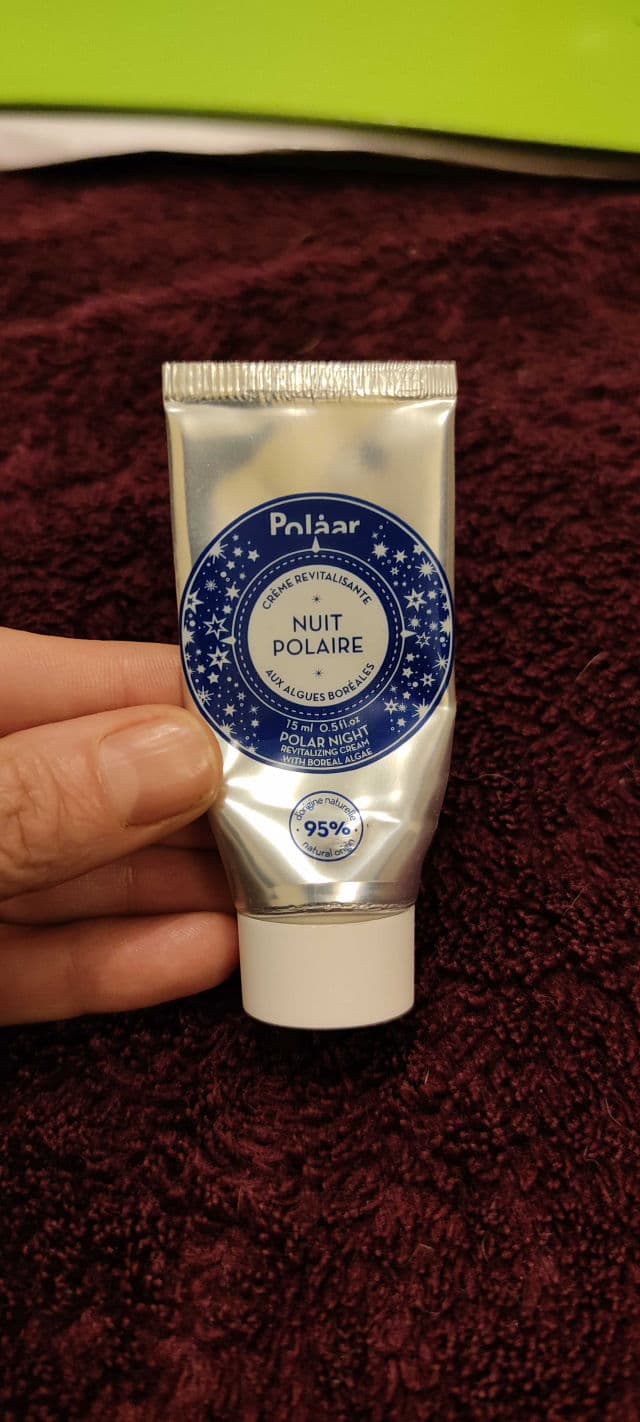 Polåar
CRÈME REVITALISANTE
NUIT
POLAIRE
AUX ALGUES BORÉALES
15 ml 0.5 fl.oz
POLAR NIGHT
REVITALIZING CREAM
WITH BOREAL ALGAE
d'origine naturelle
95%
natural origin